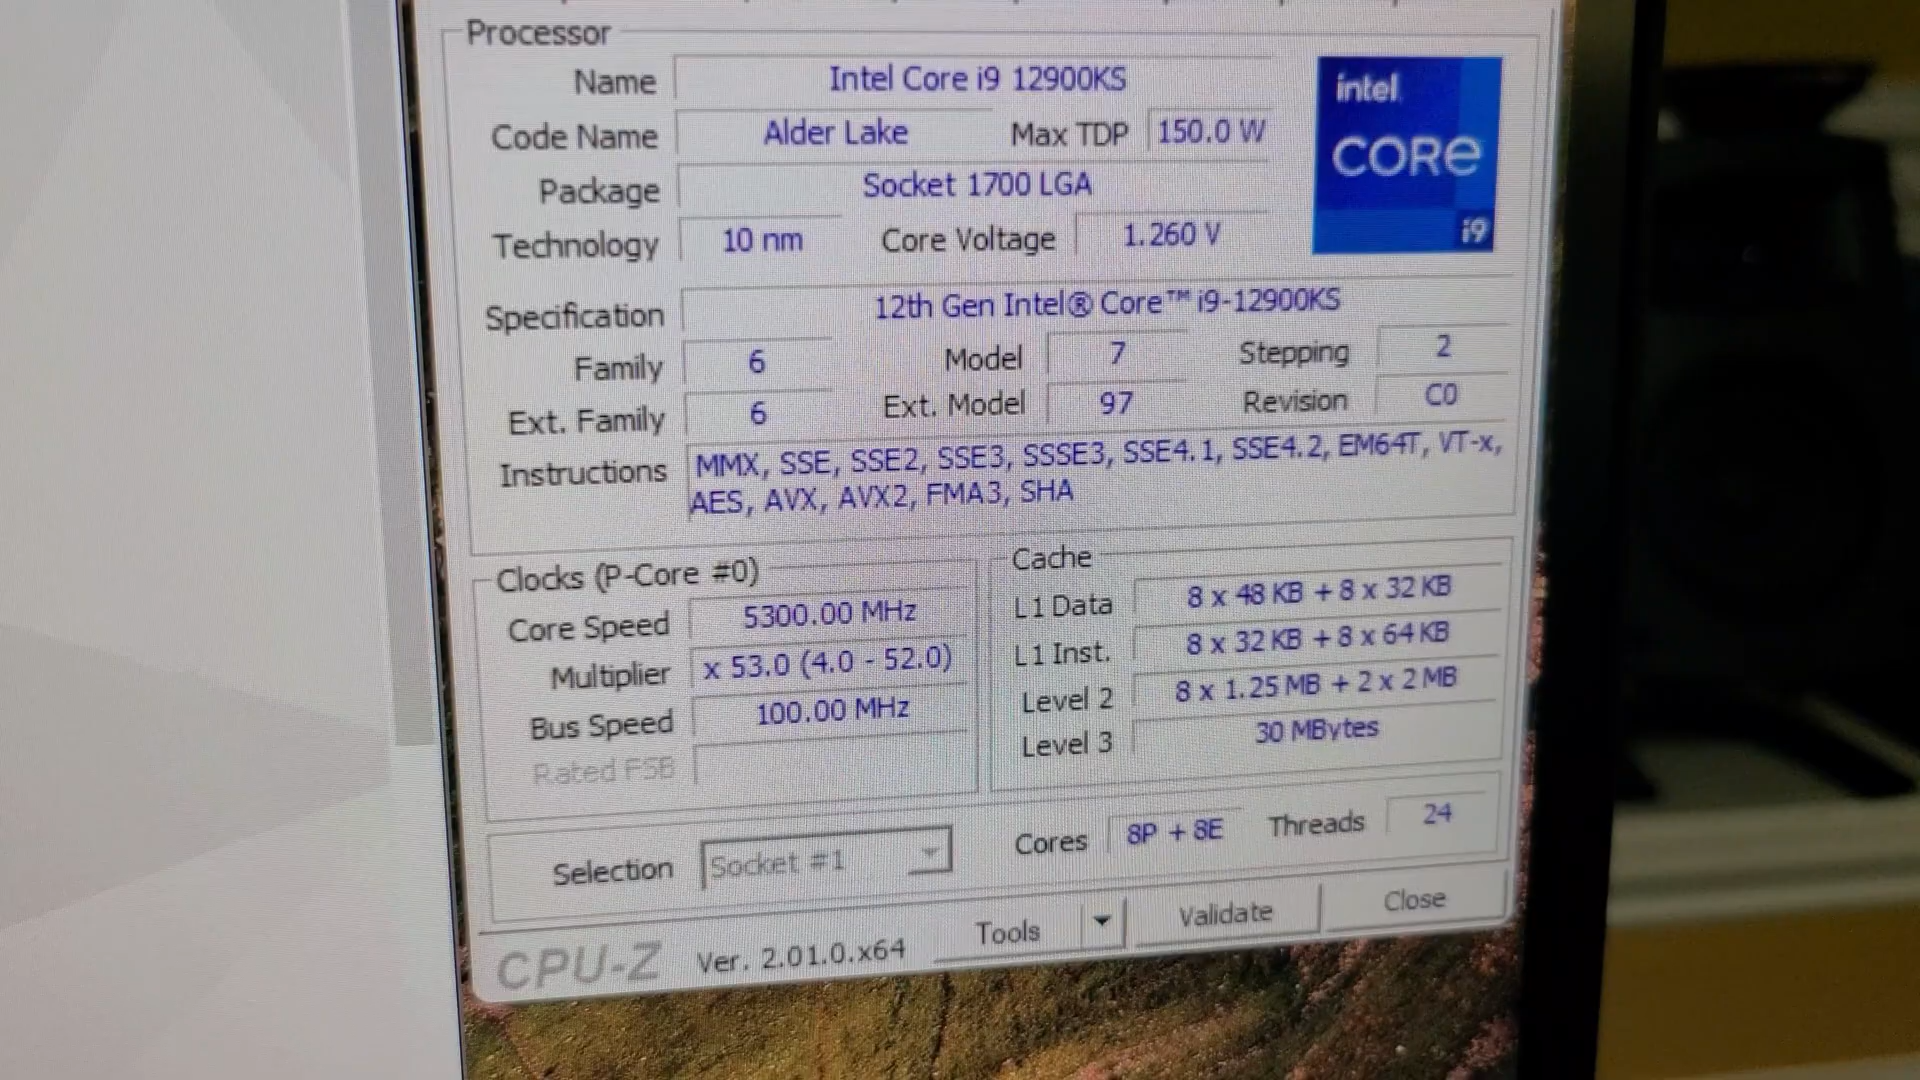 Processor
Name Intel Core i9 12900KS
intel
CORE
i9
Code Name Alder Lake Max TDP 150.0 W
Package Socket 1700 LGA
Technology 10 nm Core Voltage 1.260 V
Specification 12th Gen Intel® Core™ i9-12900KS
Family 6 Model 7 Stepping 2
Ext. Family 6 Ext. Model 97 Revision C0
Instructions MMX, SSE, SSE2, SSE3, SSSE3, SSE4.1, SSE4.2, EM64T, VT-x,
AES, AVX, AVX2, FMA3, SHA
Clocks (P-Core #0)
Core Speed 5300.00 MHz
Multiplier x 53.0 (4.0 - 52.0)
Bus Speed 100.00 MHz
Rated FSB
Cache
L1 Data 8 x 48 KB + 8 x 32 KB
L1 Inst. 8 x 32 KB + 8 x 64 KB
Level 2 8 x 1.25 MB + 2 x 2 MB
Level 3 30 MBytes
Selection Socket #1 Cores 8P + 8E Threads 24
CPU-Z Ver. 2.01.0.x64 Tools Validate Close